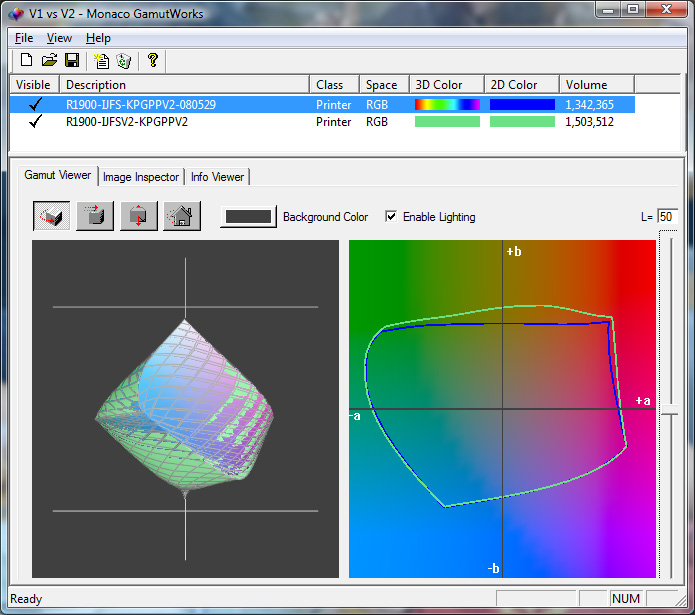 V1 vs V2 - Monaco GamutWorks
File View Help
Visible Description Class Space 3D Color 2D Color Volume
R1900-IJFS-KPGPPV2-080529 Printer RGB 1,342,365
R1900-IJFSV2-KPGPPV2 Printer RGB 1,503,512
Gamut Viewer Image Inspector Info Viewer
Background Color Enable Lighting L= 50
+b
+a
-a
-b
Ready NUM